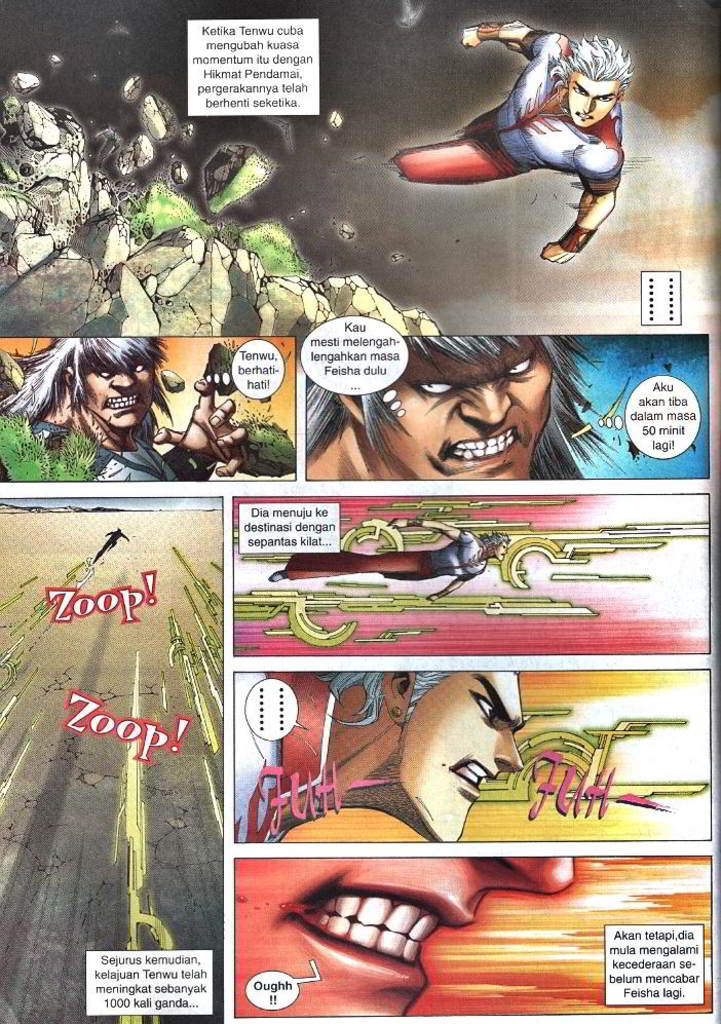 Ketika Tenwu cuba
mengubah kuasa
momentum itu dengan
Hikmat Pendamai,
pergerakannya telah
berhenti seketika.
Tenwu,
berhati-
hati!
Kau
mesti melengah-
lengahkan masa
Feisha dulu
...
Aku
akan tiba
dalam masa
50 minit
lagi!
Zoop!
Zoop!
Sejurus kemudian,
kelajuan Tenwu telah
meningkat sebanyak
1000 kali ganda...
Dia menuju ke
destinasi dengan
sepantas kilat...
FUH
FUH
Oughh
!!
Akan tetapi,dia
mula mengalami
kecederaan se-
belum mencabar
Feisha lagi.